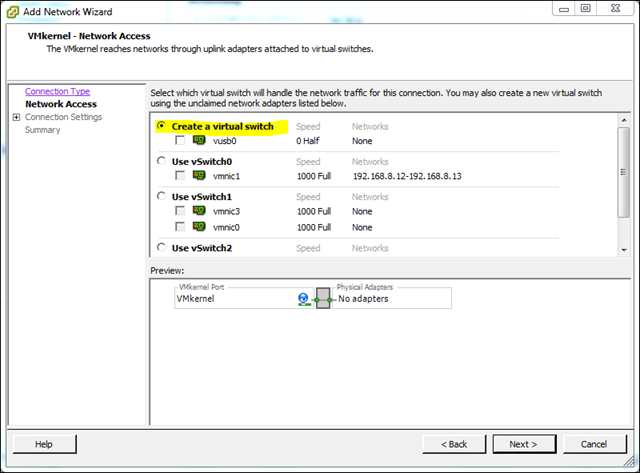 Add Network Wizard
VMkernel - Network Access
The VMkernel reaches networks through uplink adapters attached to virtual switches.
Connection Type
Network Access
Connection Settings
Summary
Select which virtual switch will handle the network traffic for this connection. You may also create a new virtual switch
using the unclaimed network adapters listed below.
Create a virtual switch Speed Networks
vusb0 0 Half None
Use vSwitch0 Speed Networks
vmnic1 1000 Full 192.168.8.12-192.168.8.13
Use vSwitch1 Speed Networks
vmnic3 1000 Full None
vmnic0 1000 Full None
Use vSwitch2 Speed Networks
Preview:
VMkernel Port Physical Adapters
VMkernel No adapters
Help < Back Next > Cancel